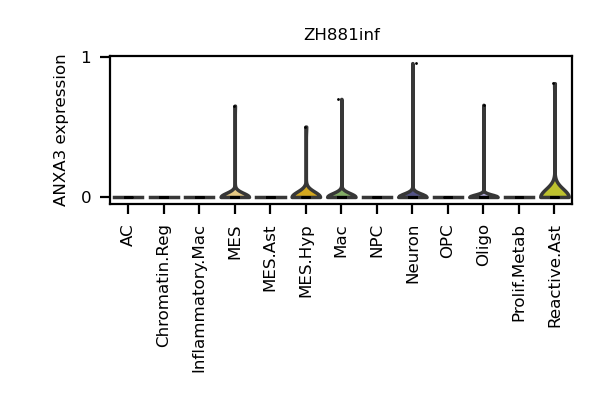 ZH881inf
ANXA3 expression
1
0
AC
Chromatin.Reg
Inflammatory.Mac
MES
MES.Ast
MES.Hyp
Mac
NPC
Neuron
OPC
Oligo
Prolif.Metab
Reactive.Ast